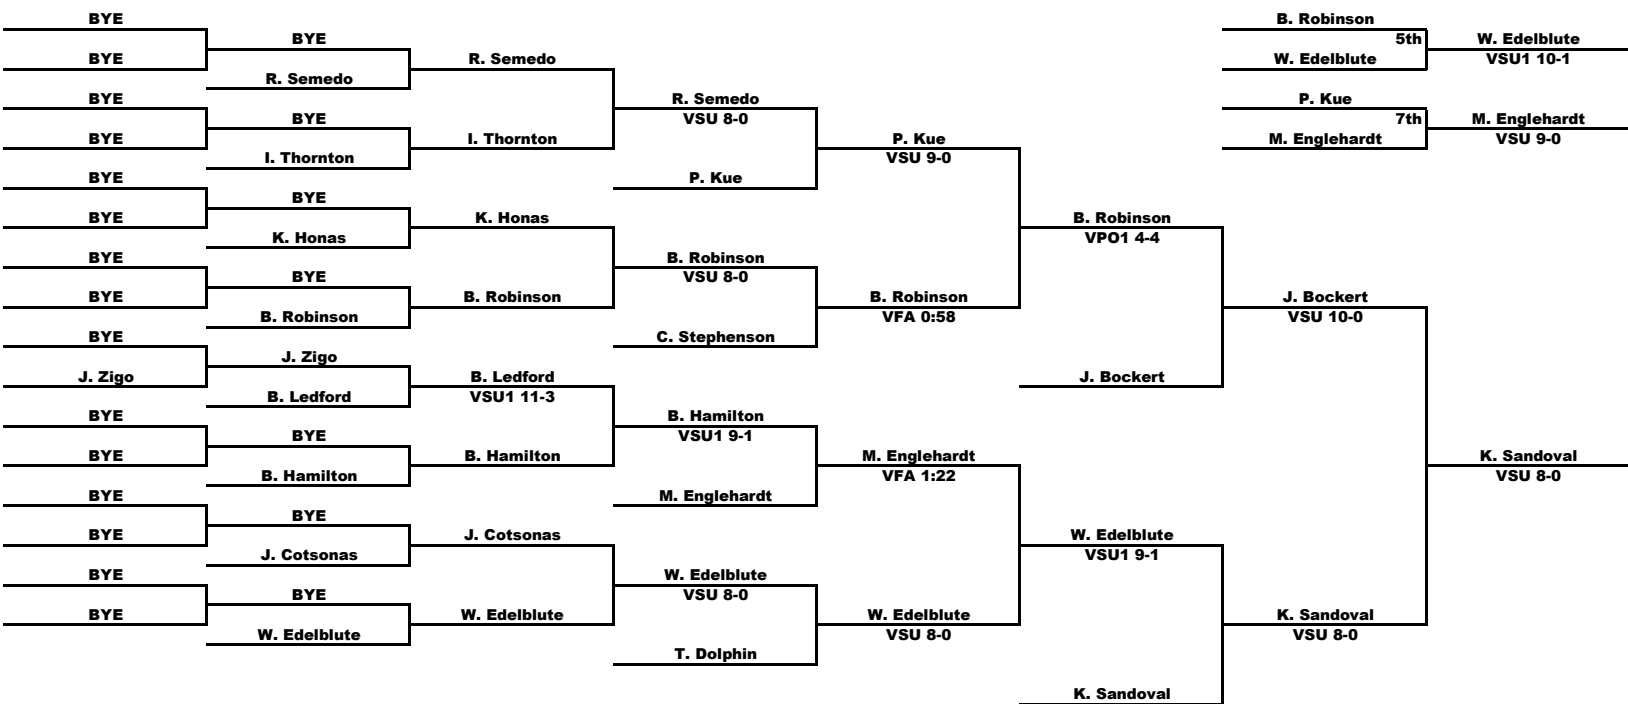 BYE
B. Robinson
BYE
5th
W. Edelblute
BYE
R. Semedo
W. Edelblute
VSU1 10-1
R. Semedo
BYE
R. Semedo
P. Kue
VSU 8-0
BYE
7th
M. Englehardt
BYE
I. Thornton
P. Kue
M. Englehardt
VSU 9-0
I. Thornton
VSU 9-0
BYE
P. Kue
BYE
BYE
K. Honas
B. Robinson
K. Honas
VPO1 4-4
BYE
B. Robinson
BYE
VSU 8-0
BYE
B. Robinson
B. Robinson
J. Bockert
B. Robinson
VFA 0:58
VSU 10-0
BYE
C. Stephenson
J. Zigo
J. Zigo
B. Ledford
J. Bockert
B. Ledford
VSU1 11-3
BYE
B. Hamilton
BYE
VSU1 9-1
BYE
B. Hamilton
M. Englehardt
K. Sandoval
B. Hamilton
VFA 1:22
VSU 8-0
BYE
M. Englehardt
BYE
BYE
J. Cotsonas
W. Edelblute
J. Cotsonas
VSU1 9-1
BYE
W. Edelblute
BYE
VSU 8-0
BYE
W. Edelblute
W. Edelblute
K. Sandoval
W. Edelblute
VSU 8-0
VSU 8-0
T. Dolphin
K. Sandoval